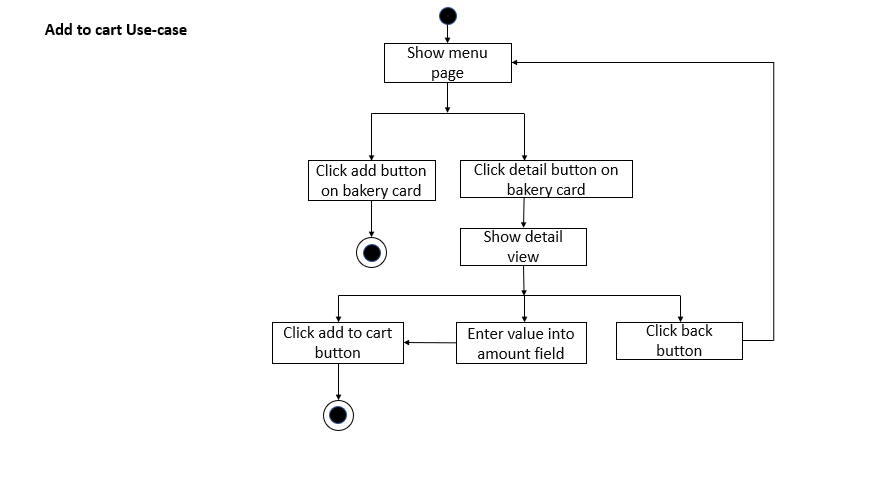 Add to cart Use-case
Show menu
page
Click add button
on bakery card
Click detail button on
bakery card
Show detail
view
Click add to cart
button
Enter value into
amount field
Click back
button